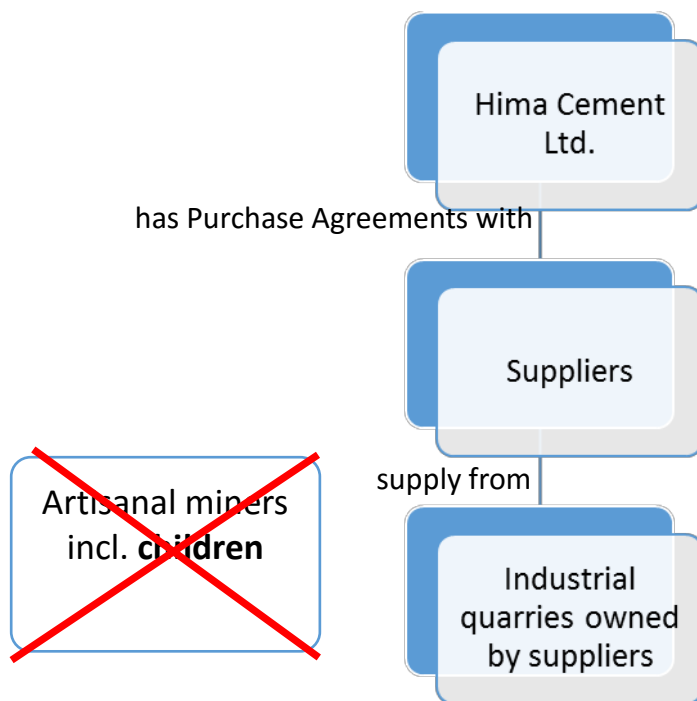 Hima Cement
Ltd.
has Purchase Agreements with
Suppliers
supply from
Artisanal miners
incl. children
Industrial
quarries owned
by suppliers